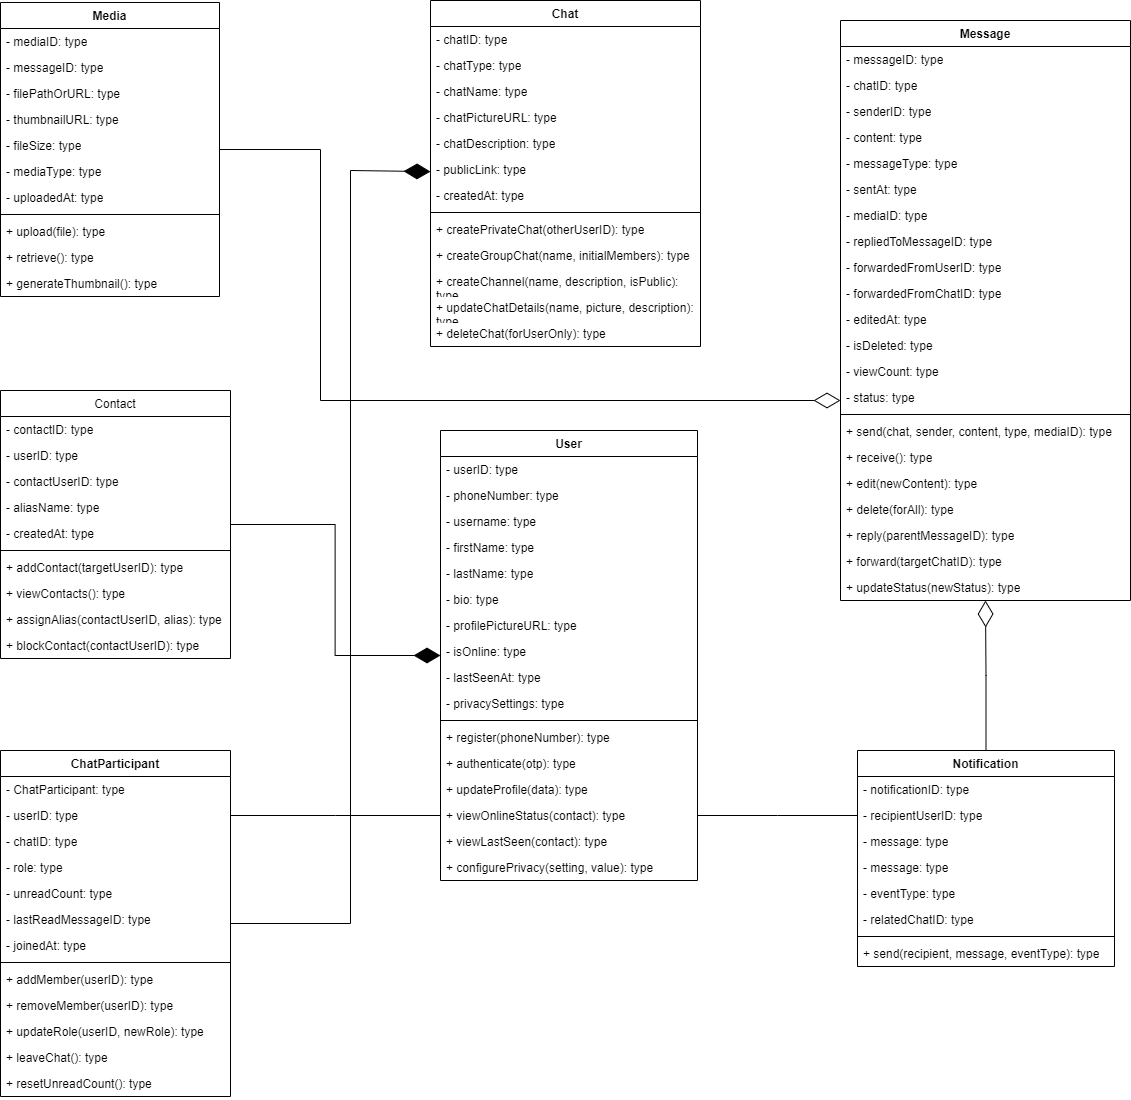 Media
- mediaID: type
- messageID: type
- filePathOrURL: type
- thumbnailURL: type
- fileSize: type
- mediaType: type
- uploadedAt: type
+ upload(file): type
+ retrieve(): type
+ generateThumbnail(): type
Chat
- chatID: type
- chatType: type
- chatName: type
- chatPictureURL: type
- chatDescription: type
- publicLink: type
- createdAt: type
+ createPrivateChat(otherUserID): type
+ createGroupChat(name, initialMembers): type
+ createChannel(name, description, isPublic):
type
+ updateChatDetails(name, picture, description):
type
+ deleteChat(forUserOnly): type
Message
- messageID: type
- chatID: type
- senderID: type
- content: type
- messageType: type
- sentAt: type
- mediaID: type
- repliedToMessageID: type
- forwardedFromUserID: type
- forwardedFromChatID: type
- editedAt: type
- isDeleted: type
- viewCount: type
- status: type
+ send(chat, sender, content, type, mediaID): type
+ receive(): type
+ edit(newContent): type
+ delete(forAll): type
+ reply(parentMessageID): type
+ forward(targetChatID): type
+ updateStatus(newStatus): type
Contact
- contactID: type
- userID: type
- contactUserID: type
- aliasName: type
- createdAt: type
+ addContact(targetUserID): type
+ viewContacts(): type
+ assignAlias(contactUserID, alias): type
+ blockContact(contactUserID): type
User
- userID: type
- phoneNumber: type
- username: type
- firstName: type
- lastName: type
- bio: type
- profilePictureURL: type
- isOnline: type
- lastSeenAt: type
- privacySettings: type
+ register(phoneNumber): type
+ authenticate(otp): type
+ updateProfile(data): type
+ viewOnlineStatus(contact): type
+ viewLastSeen(contact): type
+ configurePrivacy(setting, value): type
ChatParticipant
- ChatParticipant: type
- userID: type
- chatID: type
- role: type
- unreadCount: type
- lastReadMessageID: type
- joinedAt: type
+ addMember(userID): type
+ removeMember(userID): type
+ updateRole(userID, newRole): type
+ leaveChat(): type
+ resetUnreadCount(): type
Notification
- notificationID: type
- recipientUserID: type
- message: type
- message: type
- eventType: type
- relatedChatID: type
+ send(recipient, message, eventType): type